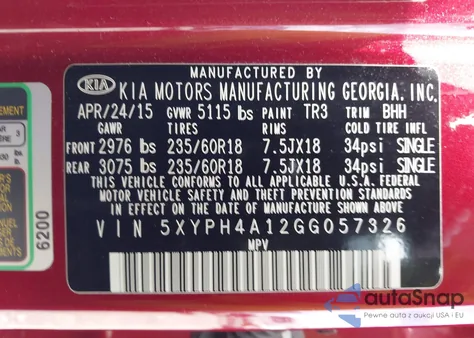 MANUFACTURED BY
KIA KIA MOTORS MANUFACTURING GEORGIA, INC.
APR/24/15 GVWR 5115 lbs PAINT TR3 TRIM BHH
GAWR TIRES RIMS COLD TIRE INFL
FRONT 2976 lbs 235/60R18 7.5JX18 34psi SINGLE
REAR 3075 lbs 235/60R18 7.5JX18 34psi SINGLE
THIS VEHICLE CONFORMS TO ALL APPLICABLE FEDERAL
MOTOR VEHICLE SAFETY AND THEFT PREVENTION STANDARDS
IN EFFECT ON THE DATE OF MANUFACTURE SHOWN ABOVE
VIN 5XYPH4A12GG057326
MPV
6200
autoSnap
Pewne auta z aukcji USA i EU